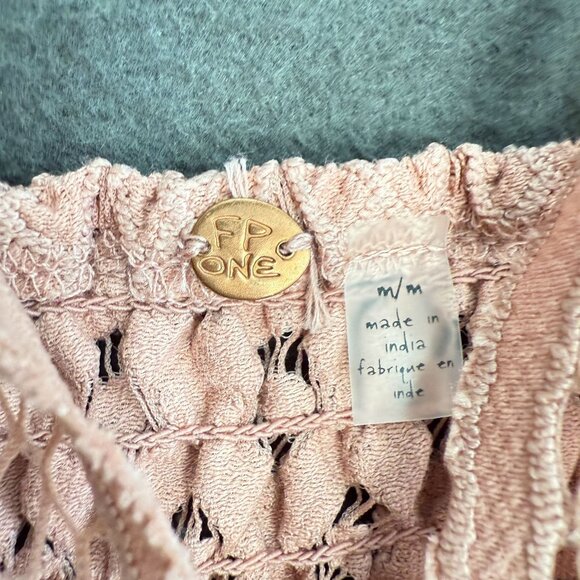 FP
ONE
m/m
made in
india
fabrique en
inde